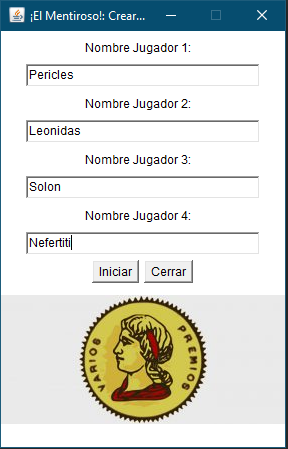 ¡El Mentiroso!: Crear...
Nombre Jugador 1:
Pericles
Nombre Jugador 2:
Leonidas
Nombre Jugador 3:
Solon
Nombre Jugador 4:
Nefertiti
Iniciar Cerrar
VARIOS PREMIOS